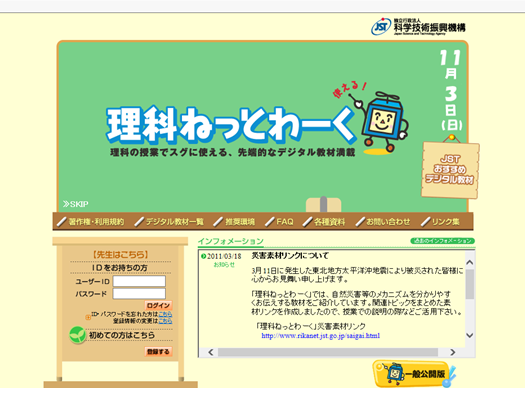 JST
独立行政法人
科学技術振興機構
Japan Science and Technology Agency
11月3日(日)
使える!
理科ねっとわーく
理科の授業でスグに使える、先端的なデジタル教材満載
JST
おすすめ
デジタル教材
≫SKIP
著作権・利用規約 デジタル教材一覧 推奨環境 FAQ 各種資料 お問い合わせ リンク集
【先生はこちら】
IDをお持ちの方
ユーザーID
パスワード
ログイン
ID・パスワードを忘れた方はこちら
登録情報の変更はこちら
初めての方はこちら
登録する
インフォメーション
過去のインフォメーション
2011/03/18 災害素材リンクについて
お知らせ
3月11日に発生した東北地方太平洋沖地震により被災された皆様に
心からお見舞い申し上げます。
「理科ねっとわーく」では、自然災害等のメカニズムを分かりやす
くお伝えする教材をご紹介しています。関連トピックをまとめた素
材リンクを作成しましたので、授業での説明の際などご活用下さい。
「理科ねっとわーく」災害素材リンク
http://www.rikanet.jst.go.jp/saigai.html
一般公開版